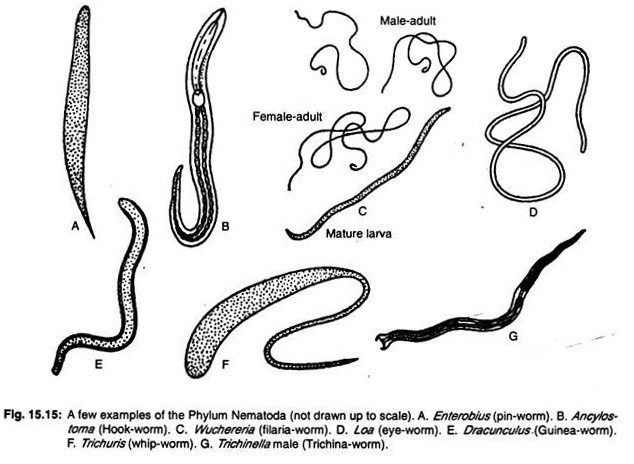 Male-adult
Female-adult
A
B
C
D
Mature larva
E
F
G
Fig. 15.15: A few examples of the Phylum Nematoda (not drawn up to scale). A. Enterobius (pin-worm). B. Ancylos-
toma (Hook-worm). C. Wuchereria (filaria-worm). D. Loa (eye-worm). E. Dracunculus (Guinea-worm).
F. Trichuris (whip-worm). G. Trichinella male (Trichina-worm).